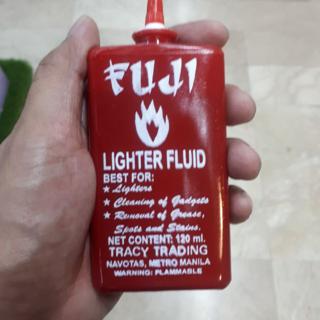 FUJI
LIGHTER FLUID
BEST FOR:
★ Lighters
★ Cleaning of Gadgets
★ Removal of Grease,
Spots and Stains.
NET CONTENT: 120 ml.
TRACY TRADING
NAVOTAS, METRO MANILA
WARNING: FLAMMABLE